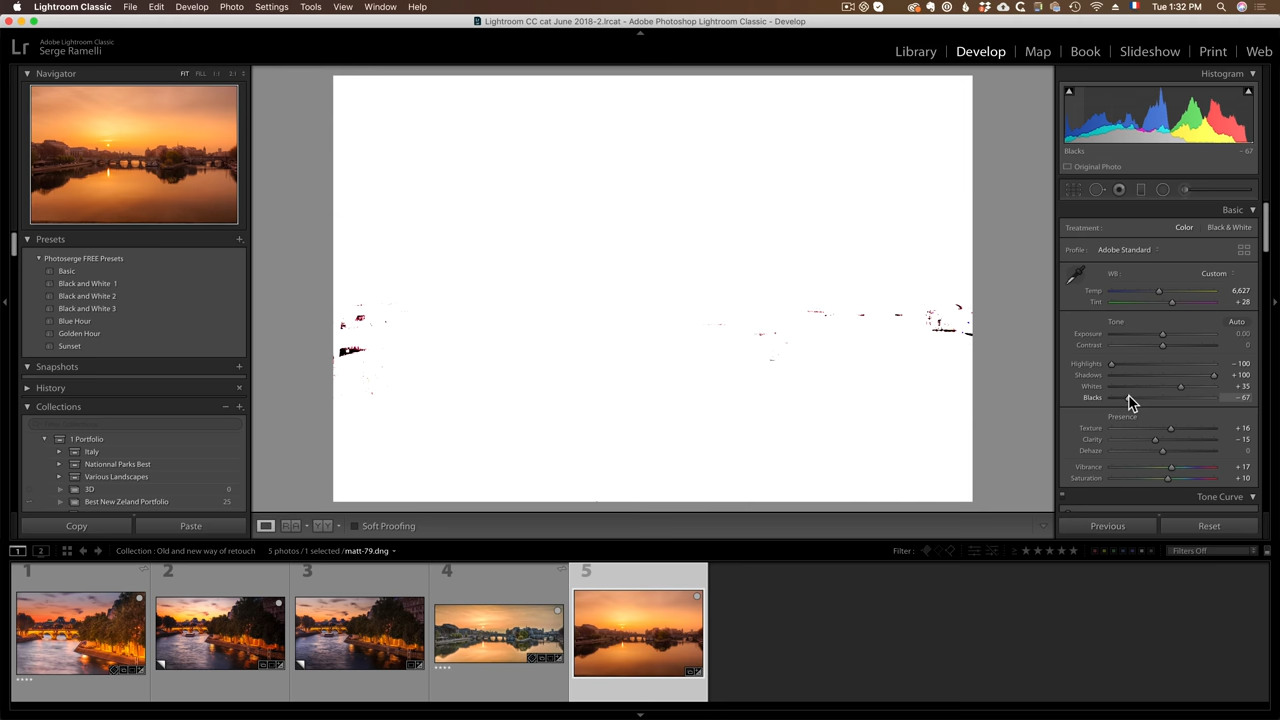 Lightroom Classic File Edit Develop Photo Settings Tools View Window Help Tu 1:32 PM
Lightroom CC cat June 2018-2.lrcat - Adobe Photoshop Lightroom Classic - Develop
Lr Adobe Lightroom Classic
Serge Ramelli
Library Develop Map Book Slideshow Print Web
Navigator FIT FILL 1:1 2:1
Presets +
Photoserge FREE Presets
Basic
Black and White 1
Black and White 2
Black and White 3
Blue Hour
Golden Hour
Sunset
Snapshots +
History ×
Collections − +
1 Portfolio
Italy
Nationnal Parks Best
Various Landscapes
3D 0
Best New Zeland Portfolio 25
Copy Paste
Soft Proofing
Histogram
Blacks − 67
Original Photo
Basic
Treatment : Color Black & White
Profile : Adobe Standard
WB : Custom
Temp 6,627
Tint + 28
Tone Auto
Exposure 0.00
Contrast 0
Highlights − 100
Shadows + 100
Whites + 35
Blacks − 67
Presence
Texture + 16
Clarity − 15
Dehaze 0
Vibrance + 17
Saturation + 10
Tone Curve
Previous Reset
1 2 Collection : Old and new way of retouch 5 photos / 1 selected / matt-79.dng Filter : ≥ ★★★★★ Filters Off
1 2 3 4 5